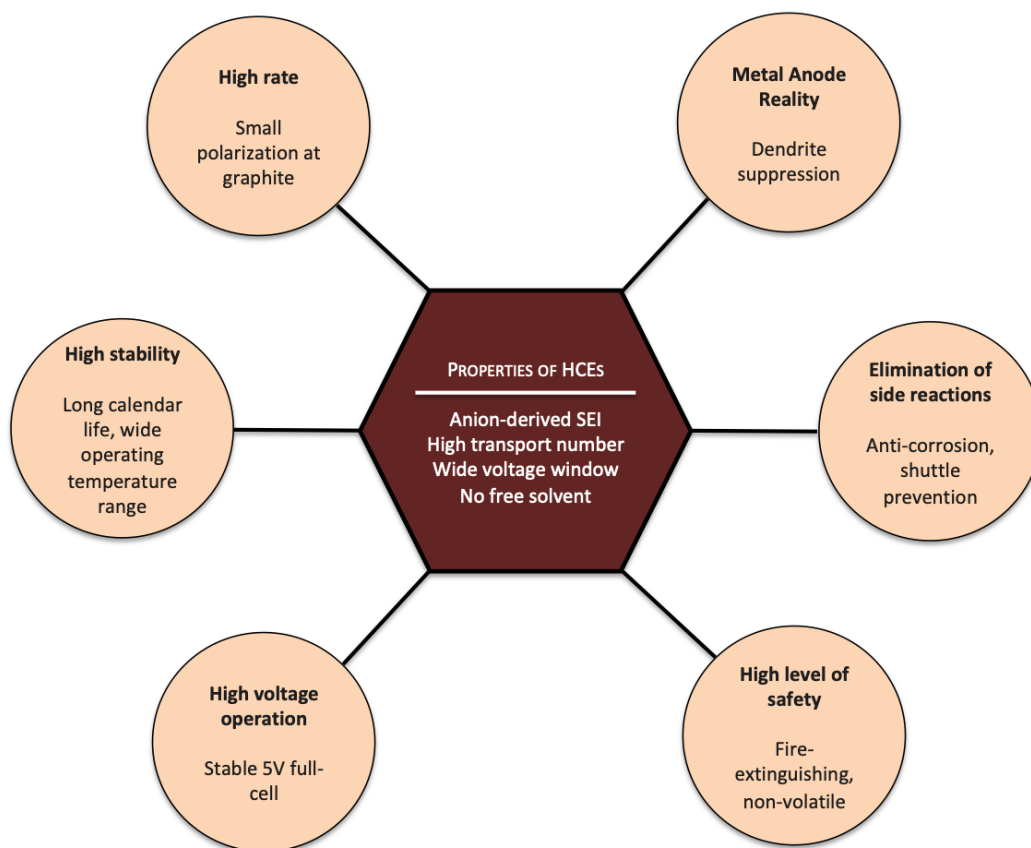 High rate
Small
polarization at
graphite
Metal Anode
Reality
Dendrite
suppression
High stability
Long calendar
life, wide
operating
temperature
range
PROPERTIES OF HCEs
Anion-derived SEI
High transport number
Wide voltage window
No free solvent
Elimination of
side reactions
Anti-corrosion,
shuttle
prevention
High voltage
operation
Stable 5V full-
cell
High level of
safety
Fire-
extinguishing,
non-volatile